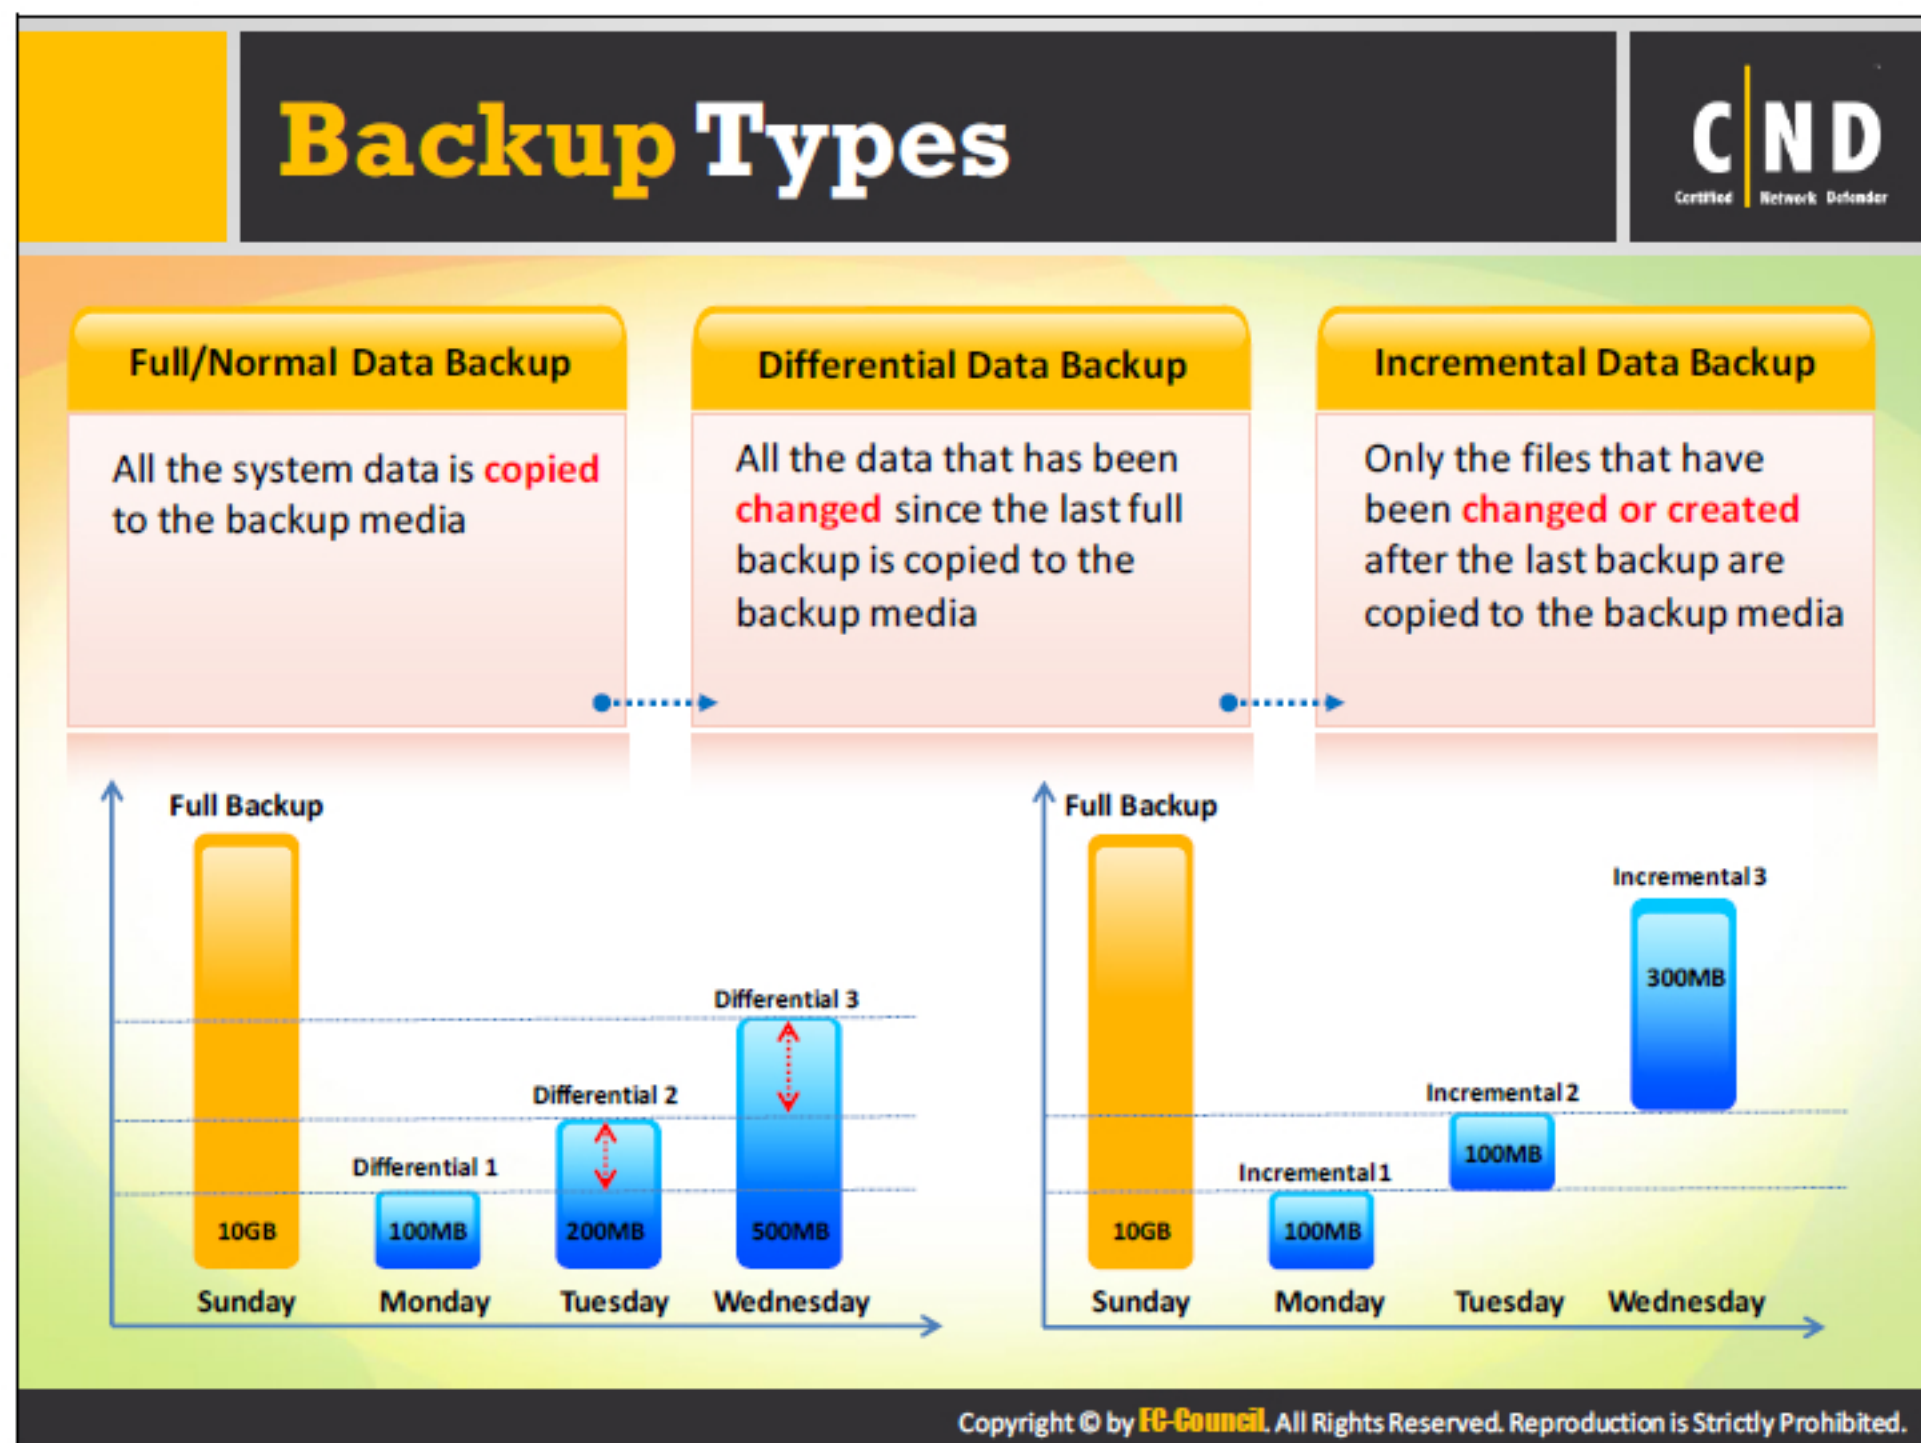 Backup Types
C N D
Certified Network Defender
Full/Normal Data Backup
All the system data is copied
to the backup media
Differential Data Backup
All the data that has been
changed since the last full
backup is copied to the
backup media
Incremental Data Backup
Only the files that have
been changed or created
after the last backup are
copied to the backup media
Full Backup
Differential 3
Differential 2
Differential 1
10GB 100MB 200MB 500MB
Sunday Monday Tuesday Wednesday
Full Backup
Incremental 3
300MB
Incremental 2
100MB
Incremental 1
10GB 100MB
Sunday Monday Tuesday Wednesday
Copyright © by EC-Council. All Rights Reserved. Reproduction is Strictly Prohibited.